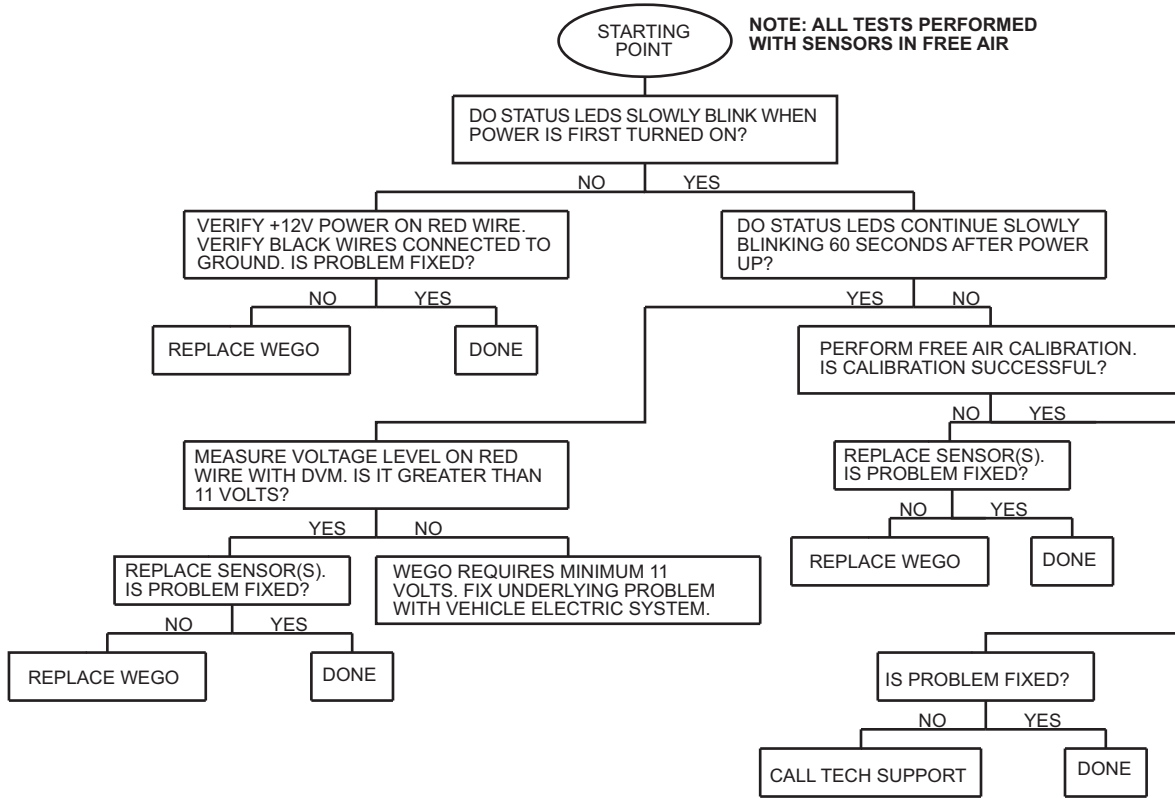 STARTING
POINT
NOTE: ALL TESTS PERFORMED
WITH SENSORS IN FREE AIR
DO STATUS LEDS SLOWLY BLINK WHEN
POWER IS FIRST TURNED ON?
NO
YES
VERIFY +12V POWER ON RED WIRE.
VERIFY BLACK WIRES CONNECTED TO
GROUND. IS PROBLEM FIXED?
DO STATUS LEDS CONTINUE SLOWLY
BLINKING 60 SECONDS AFTER POWER
UP?
NO
YES
YES
NO
REPLACE WEGO
DONE
PERFORM FREE AIR CALIBRATION.
IS CALIBRATION SUCCESSFUL?
NO
YES
MEASURE VOLTAGE LEVEL ON RED
WIRE WITH DVM. IS IT GREATER THAN
11 VOLTS?
REPLACE SENSOR(S).
IS PROBLEM FIXED?
YES
NO
NO
YES
REPLACE SENSOR(S).
IS PROBLEM FIXED?
WEGO REQUIRES MINIMUM 11
VOLTS. FIX UNDERLYING PROBLEM
WITH VEHICLE ELECTRIC SYSTEM.
REPLACE WEGO
DONE
NO
YES
REPLACE WEGO
DONE
IS PROBLEM FIXED?
NO
YES
CALL TECH SUPPORT
DONE